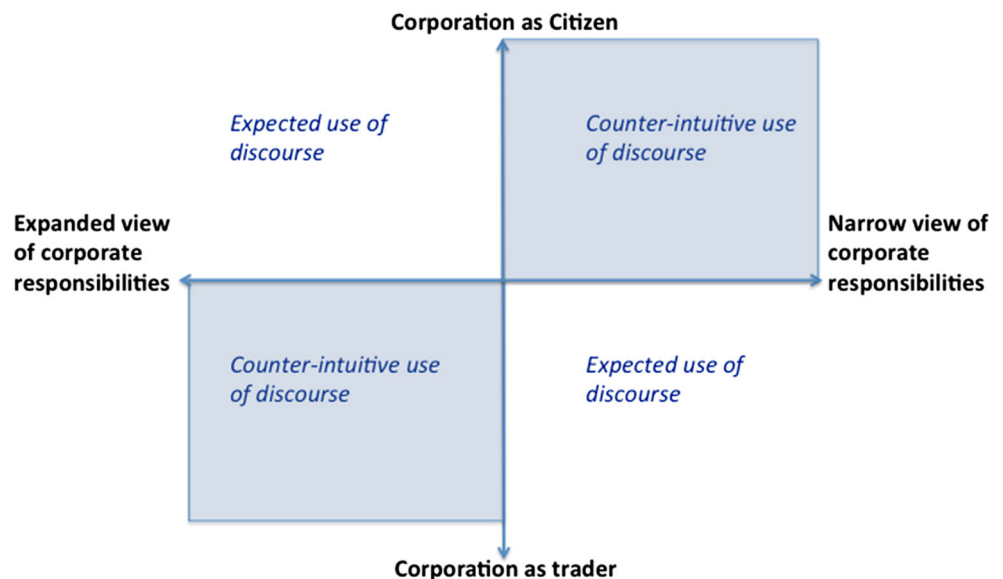 Corporation as Citizen
Expected use of
discourse
Counter-intuitive use
of discourse
Expanded view
of corporate
responsibilities
Narrow view of
corporate
responsibilities
Counter-intuitive use
of discourse
Expected use of
discourse
Corporation as trader